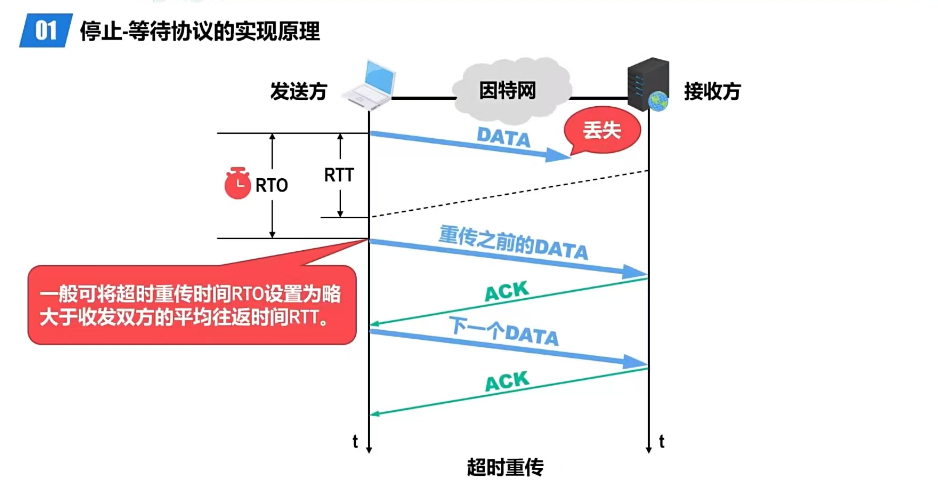 01 停止-等待协议的实现原理
发送方
因特网
接收方
DATA
丢失
RTO
RTT
重传之前的DATA
一般可将超时重传时间RTO设置为略
大于收发双方的平均往返时间RTT。
ACK
下一个DATA
ACK
t
t
超时重传